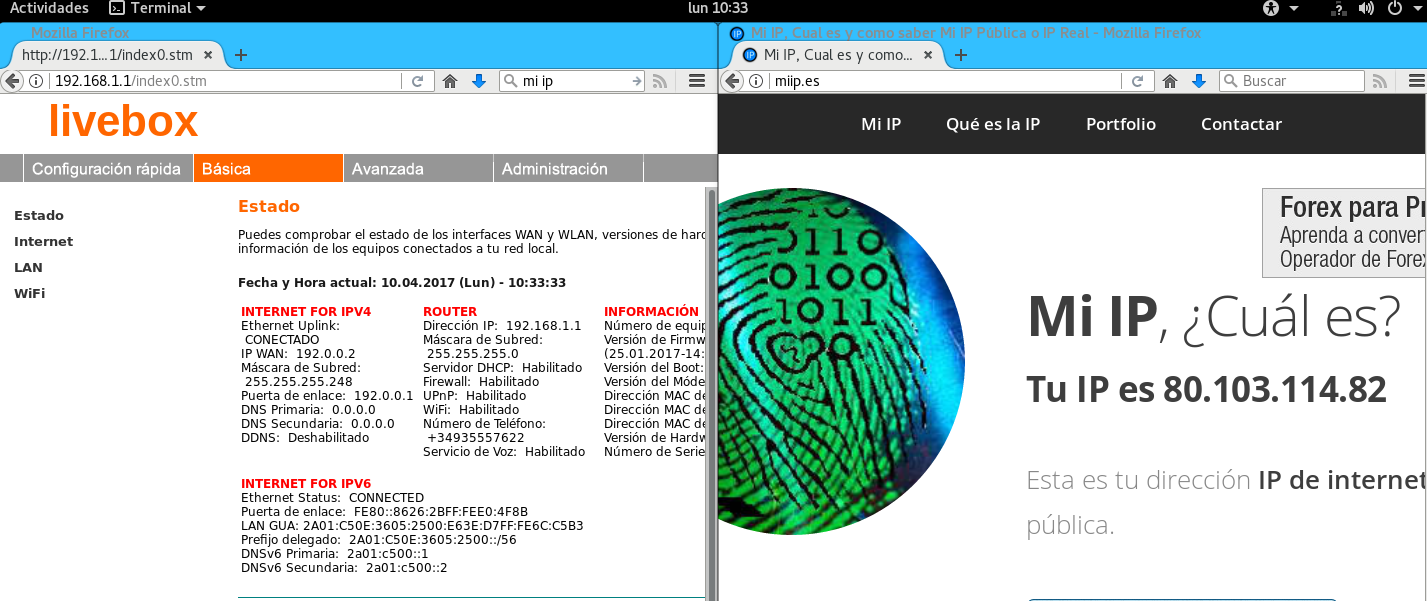 Actividades Terminal lun 10:33
Mozilla Firefox
http://192.1...1/index0.stm
192.168.1.1/index0.stm mi ip
livebox
Configuración rápida Básica Avanzada Administración
Estado
Internet
LAN
WiFi
Estado
Puedes comprobar el estado de los interfaces WAN y WLAN, versiones de hard
información de los equipos conectados a tu red local.
Fecha y Hora actual: 10.04.2017 (Lun) - 10:33:33
INTERNET FOR IPV4
Ethernet Uplink:
CONECTADO
IP WAN: 192.0.0.2
Máscara de Subred:
255.255.255.248
Puerta de enlace: 192.0.0.1
DNS Primaria: 0.0.0.0
DNS Secundaria: 0.0.0.0
DDNS: Deshabilitado
ROUTER
Dirección IP: 192.168.1.1
Máscara de Subred:
255.255.255.0
Servidor DHCP: Habilitado
Firewall: Habilitado
UPnP: Habilitado
WiFi: Habilitado
Número de Teléfono:
+34935557622
Servicio de Voz: Habilitado
INFORMACIÓN
Número de equip
Versión de Firmw
(25.01.2017-14:
Versión del Boot:
Versión del Móde
Dirección MAC de
Dirección MAC de
Dirección MAC de
Versión de Hardw
Número de Serie
INTERNET FOR IPV6
Ethernet Status: CONNECTED
Puerta de enlace: FE80::8626:2BFF:FEE0:4F8B
LAN GUA: 2A01:C50E:3605:2500:E63E:D7FF:FE6C:C5B3
Prefijo delegado: 2A01:C50E:3605:2500::/56
DNSv6 Primaria: 2a01:c500::1
DNSv6 Secundaria: 2a01:c500::2
Mi IP, Cual es y como saber Mi IP Pública o IP Real - Mozilla Firefox
Mi IP, Cual es y como...
miip.es Buscar
Mi IP Qué es la IP Portfolio Contactar
0110
0100
1011
Forex para Pr
Aprenda a conver
Operador de Forex
Mi IP, ¿Cuál es?
Tu IP es 80.103.114.82
Esta es tu dirección IP de internet
pública.